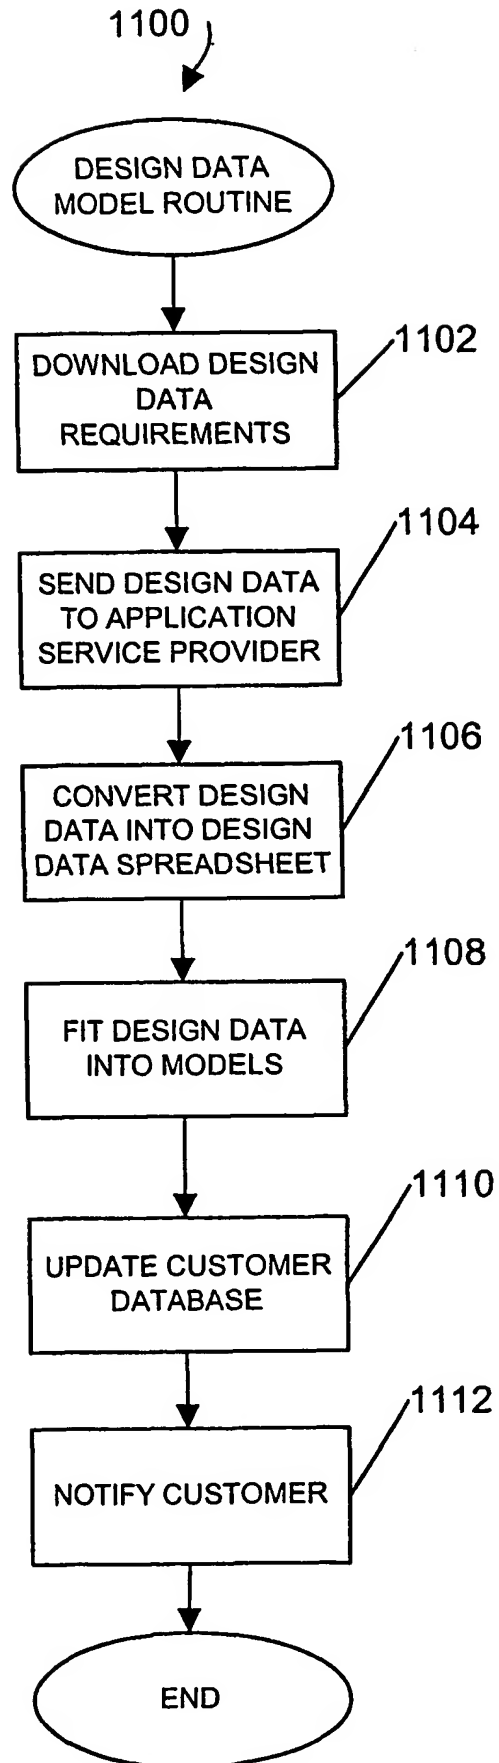 1100
DESIGN DATA
MODEL ROUTINE
1102
DOWNLOAD DESIGN
DATA
REQUIREMENTS
1104
SEND DESIGN DATA
TO APPLICATION
SERVICE PROVIDER
1106
CONVERT DESIGN
DATA INTO DESIGN
DATA SPREADSHEET
1108
FIT DESIGN DATA
INTO MODELS
1110
UPDATE CUSTOMER
DATABASE
1112
NOTIFY CUSTOMER
END